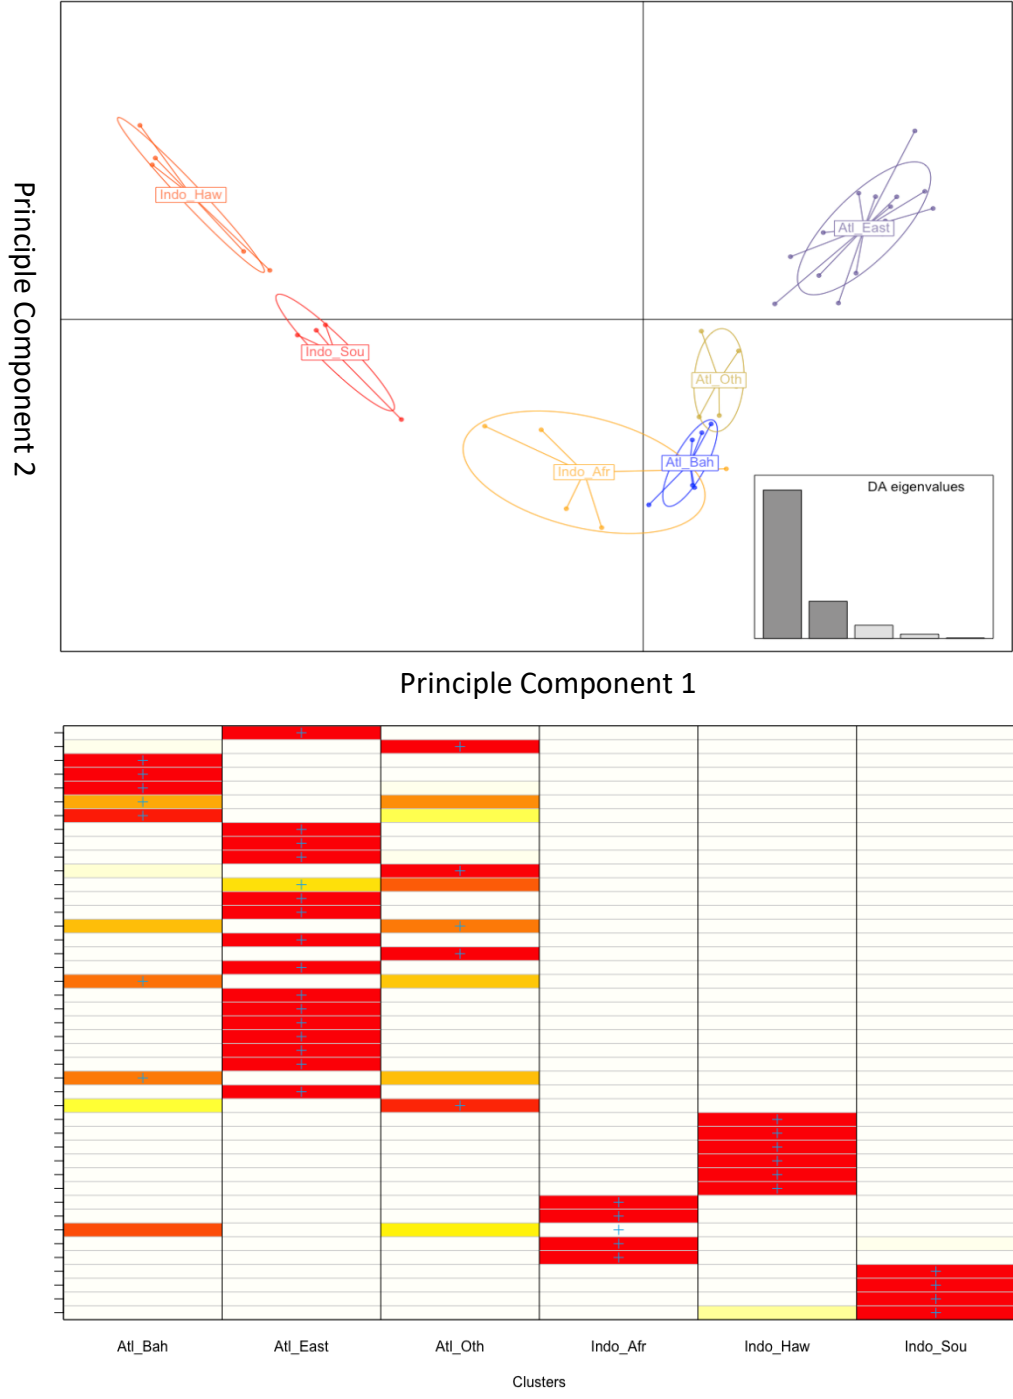 Principle Component 2
Indo_Haw
Atl_East
Indo_Sou
Atl_Oth
Atl_Bah
Indo_Afr
DA eigenvalues
Principle Component 1
Atl_Bah Atl_East Atl_Oth Indo_Afr Indo_Haw Indo_Sou
Clusters